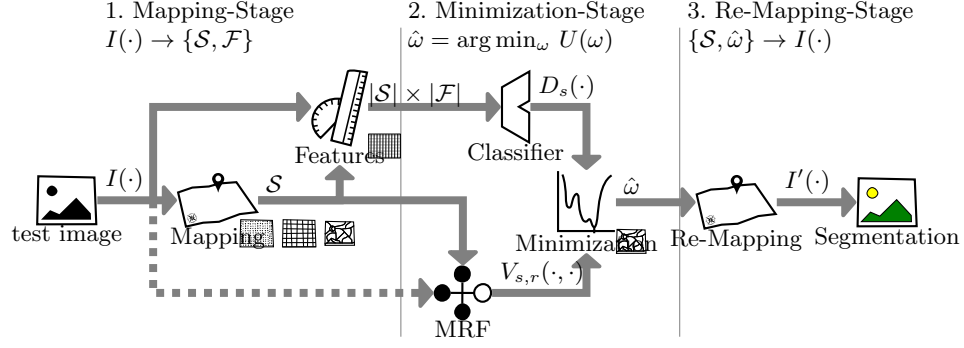 1. Mapping-Stage
I(·) → {𝒮, ℱ}
2. Minimization-Stage
ω̂ = arg min_ω U(ω)
3. Re-Mapping-Stage
{𝒮, ω̂} → I(·)
|𝒮| × |ℱ|
D_s(·)
Features
Classifier
I(·)
𝒮
ω̂
I′(·)
test image
Mapping
Minimization
Re-Mapping
Segmentation
V_{s,r}(·, ·)
MRF